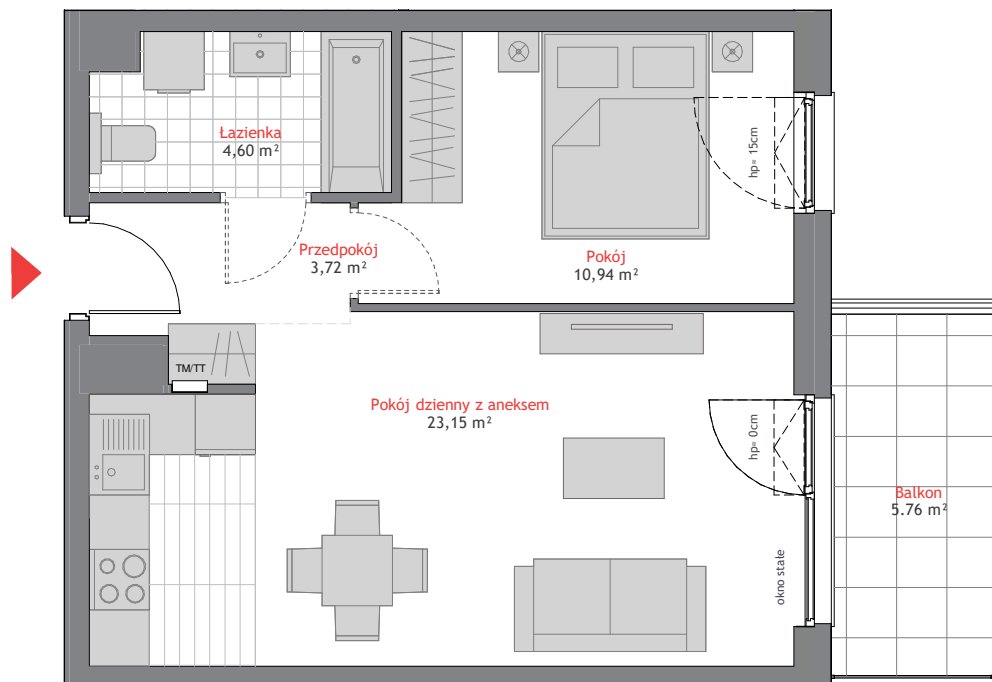 Łazienka
4,60 m²
hp= 15cm
Przedpokój
3,72 m²
Pokój
10,94 m²
TM/TT
Pokój dzienny z aneksem
23,15 m²
hp= 0cm
Balkon
5.76 m²
okno stałe